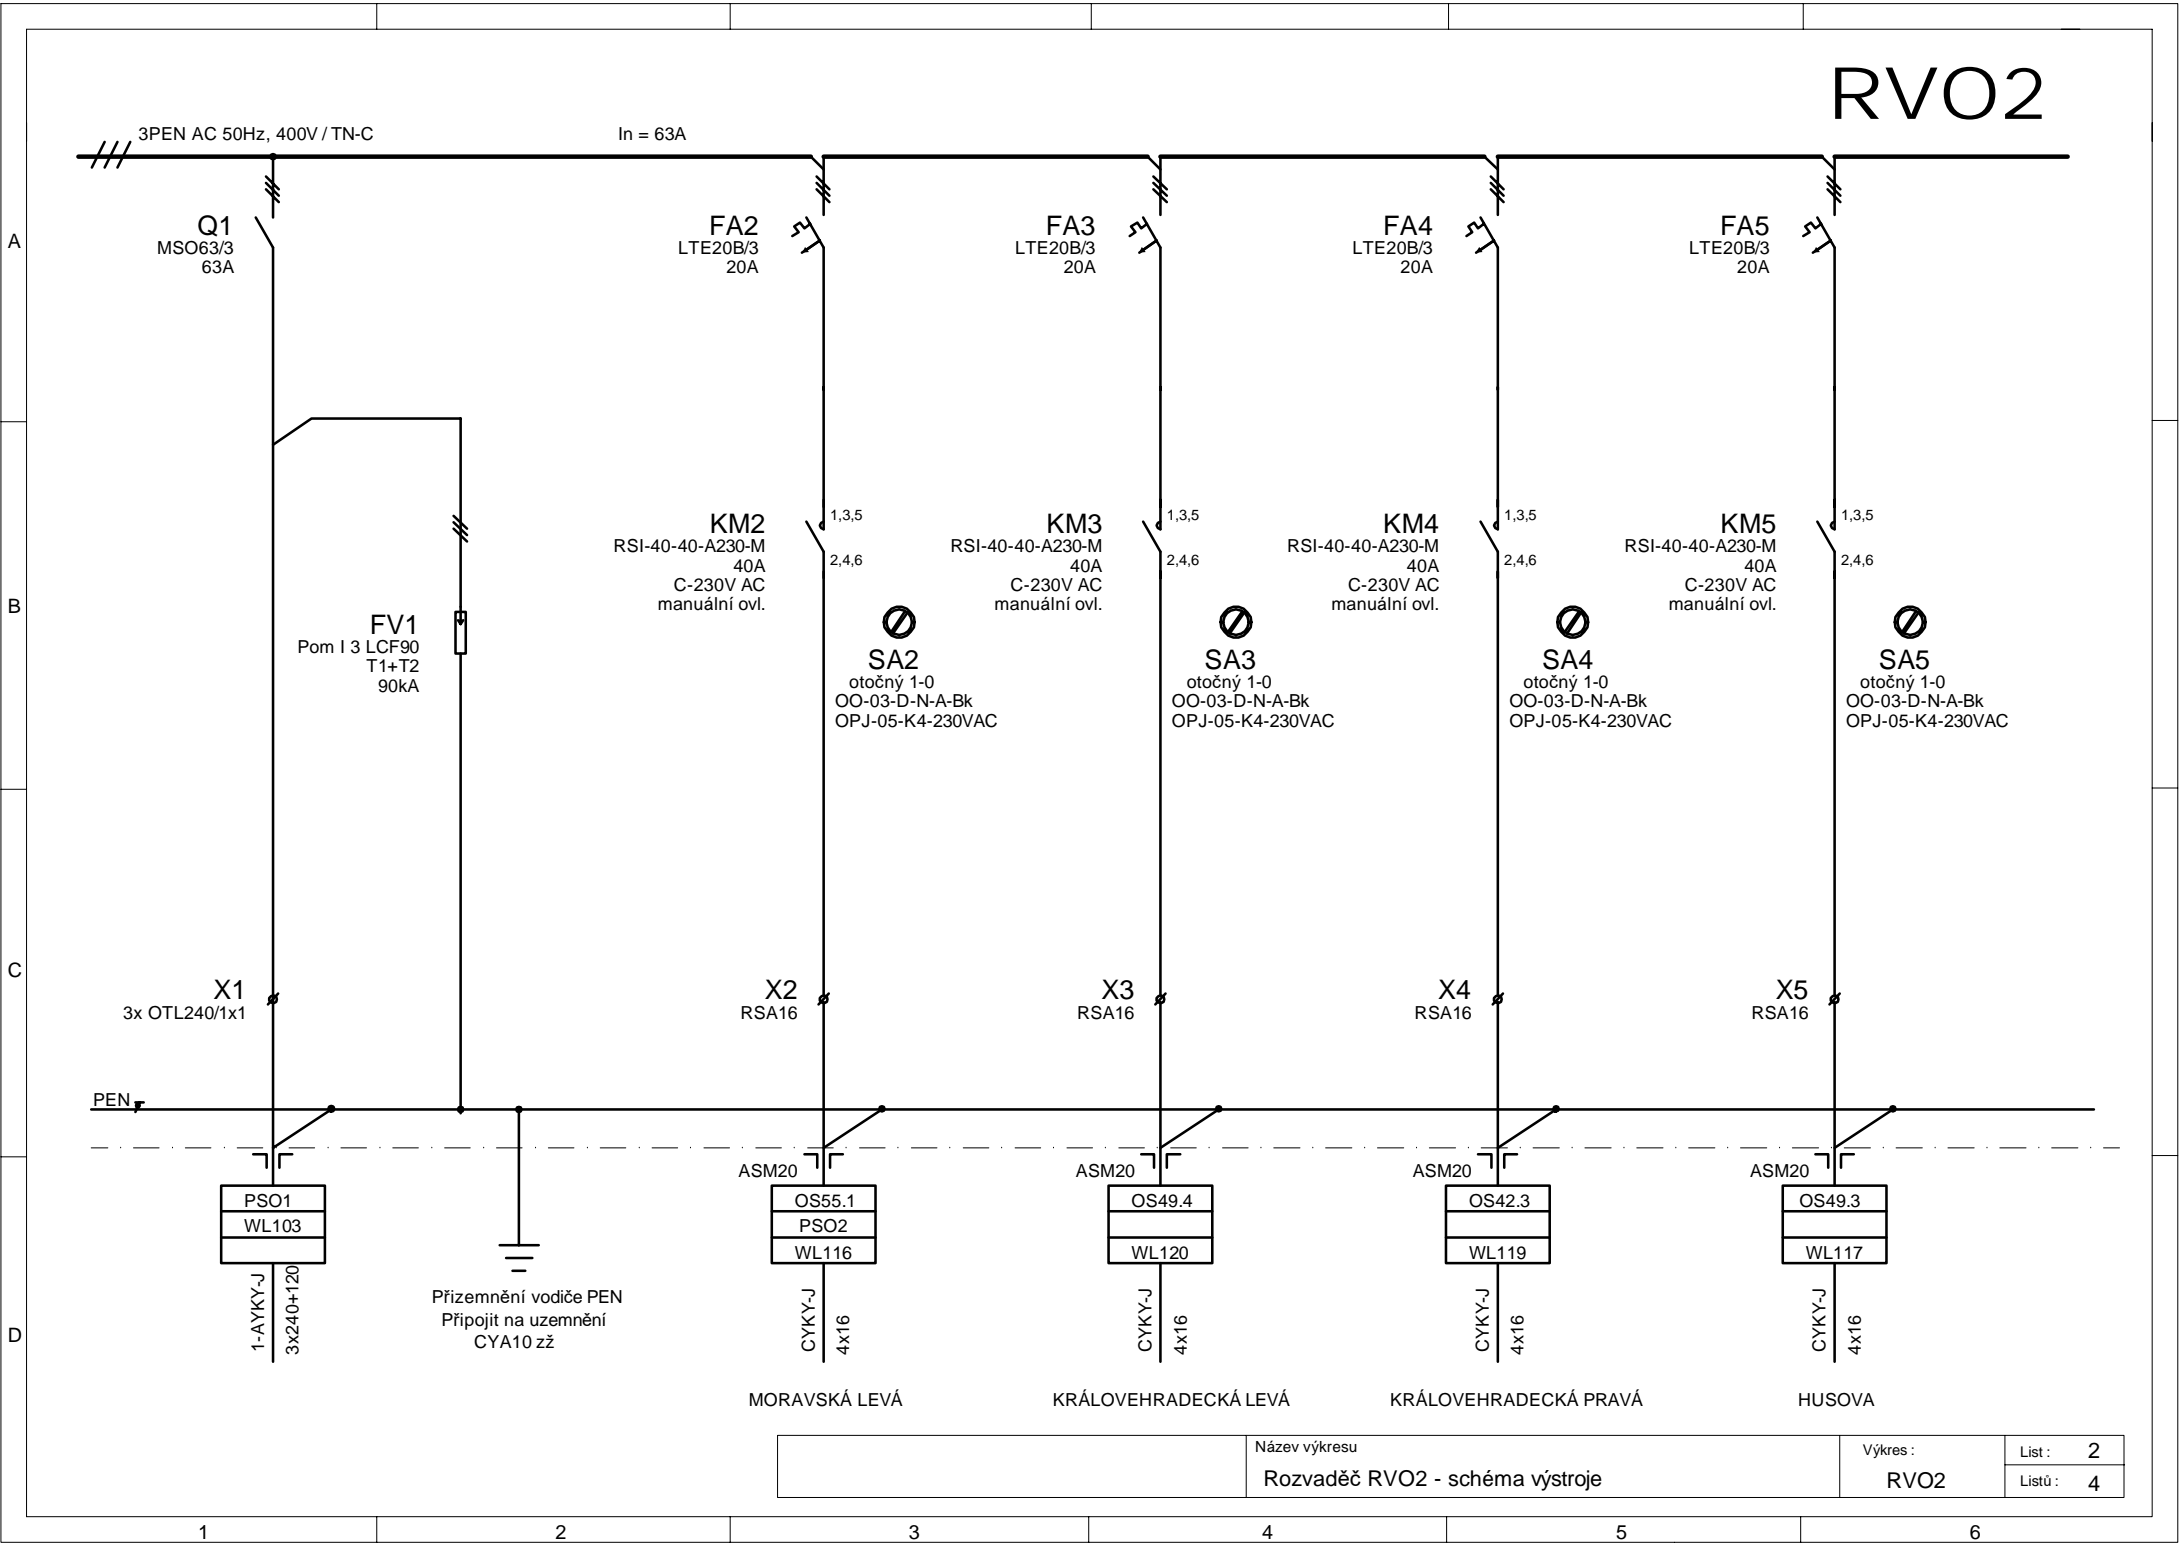 RVO2
3PEN AC 50Hz, 400V / TN-C
In = 63A
A
Q1
MSO63/3
63A
FA2
LTE20B/3
20A
FA3
LTE20B/3
20A
FA4
LTE20B/3
20A
FA5
LTE20B/3
20A
B
FV1
Pom I 3 LCF90
T1+T2
90kA
KM2
RSI-40-40-A230-M
40A
C-230V AC
manuální ovl.
1,3,5
2,4,6
SA2
otočný 1-0
OO-03-D-N-A-Bk
OPJ-05-K4-230VAC
KM3
RSI-40-40-A230-M
40A
C-230V AC
manuální ovl.
1,3,5
2,4,6
SA3
otočný 1-0
OO-03-D-N-A-Bk
OPJ-05-K4-230VAC
KM4
RSI-40-40-A230-M
40A
C-230V AC
manuální ovl.
1,3,5
2,4,6
SA4
otočný 1-0
OO-03-D-N-A-Bk
OPJ-05-K4-230VAC
KM5
RSI-40-40-A230-M
40A
C-230V AC
manuální ovl.
1,3,5
2,4,6
SA5
otočný 1-0
OO-03-D-N-A-Bk
OPJ-05-K4-230VAC
C
X1
3x OTL240/1x1
X2
RSA16
X3
RSA16
X4
RSA16
X5
RSA16
PEN
D
PSO1
WL103
1-AYKY-J
3x240+120
Přizemnění vodiče PEN
Připojit na uzemnění
CYA10 zž
ASM20
OS55.1
PSO2
WL116
CYKY-J
4x16
MORAVSKÁ LEVÁ
ASM20
OS49.4
WL120
CYKY-J
4x16
KRÁLOVEHRADECKÁ LEVÁ
ASM20
OS42.3
WL119
CYKY-J
4x16
KRÁLOVEHRADECKÁ PRAVÁ
ASM20
OS49.3
WL117
CYKY-J
4x16
HUSOVA
Název výkresu
Rozvaděč RVO2 - schéma výstroje
Výkres :
RVO2
List : 2
Listů : 4
1
2
3
4
5
6